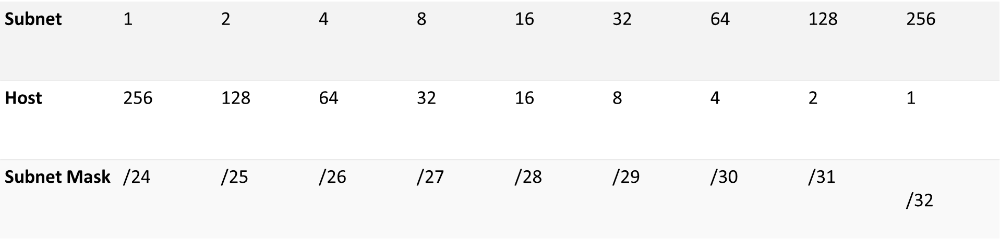 Subnet 1 2 4 8 16 32 64 128 256
Host 256 128 64 32 16 8 4 2 1
Subnet Mask /24 /25 /26 /27 /28 /29 /30 /31
/32